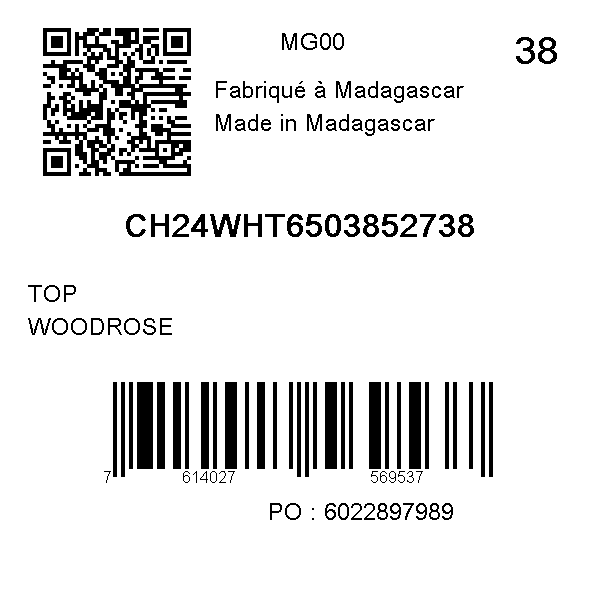 MG00
38
Fabriqué à Madagascar
Made in Madagascar
CH24WHT6503852738
TOP
WOODROSE
7 614027 569537
PO : 6022897989